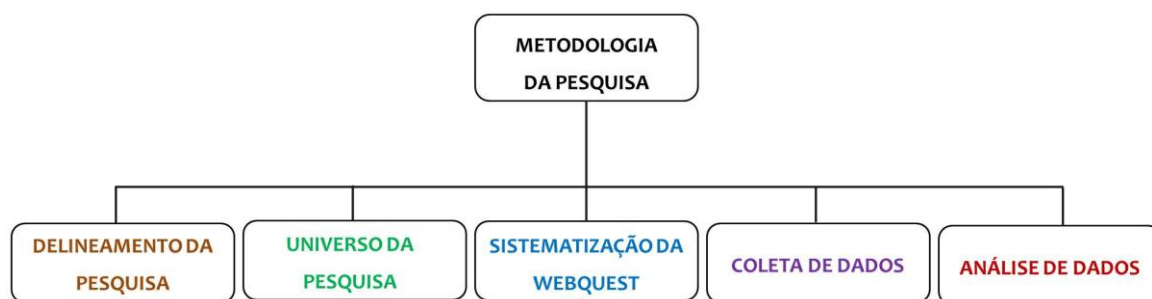 METODOLOGIA
DA PESQUISA
DELINEAMENTO DA
PESQUISA
UNIVERSO DA
PESQUISA
SISTEMATIZAÇÃO DA
WEBQUEST
COLETA DE DADOS
ANÁLISE DE DADOS